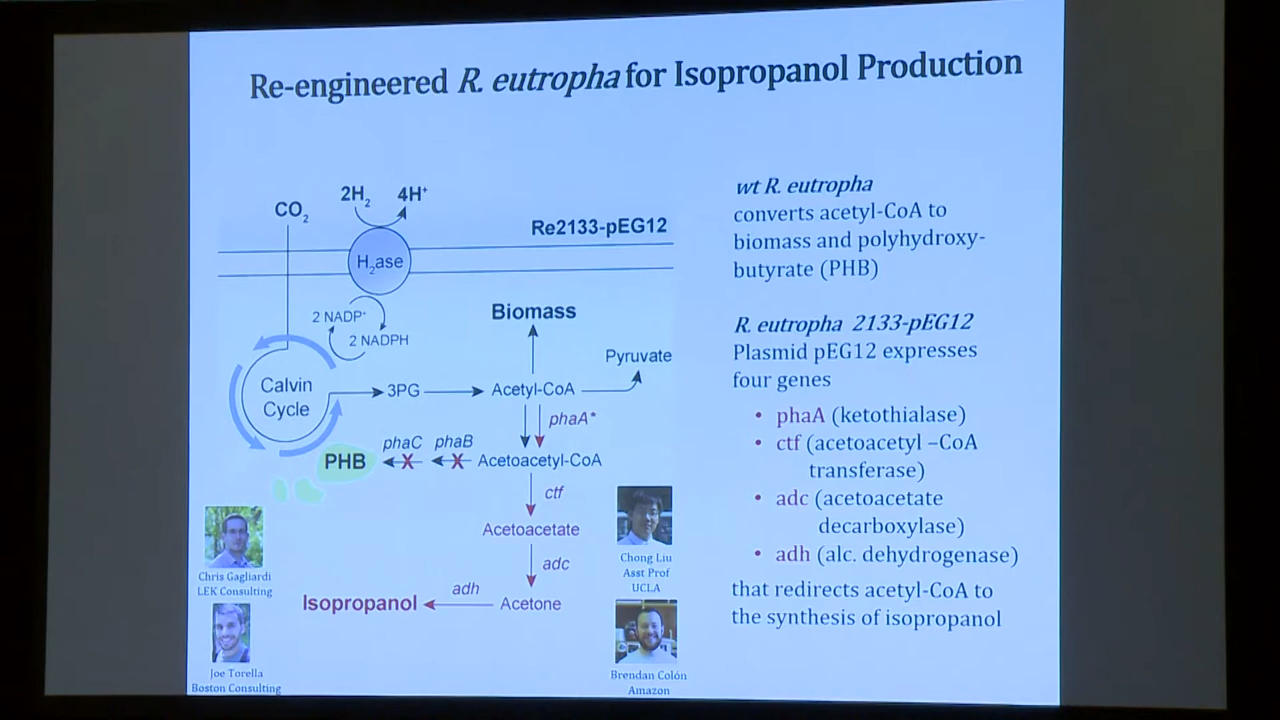 Re-engineered R. eutropha for Isopropanol Production
CO2
2H2 4H+
Re2133-pEG12
H2ase
2 NADP+
2 NADPH
Biomass
Pyruvate
Calvin
Cycle
3PG
Acetyl-CoA
phaA*
phaC phaB
PHB
X X
Acetoacetyl-CoA
ctf
Acetoacetate
adc
adh
Isopropanol
Acetone
Chris Gagliardi
LEK Consulting
Joe Torella
Boston Consulting
Chong Liu
Asst Prof
UCLA
Brendan Colón
Amazon
wt R. eutropha
converts acetyl-CoA to
biomass and polyhydroxy-
butyrate (PHB)
R. eutropha 2133-pEG12
Plasmid pEG12 expresses
four genes
• phaA (ketothialase)
• ctf (acetoacetyl –CoA
transferase)
• adc (acetoacetate
decarboxylase)
• adh (alc. dehydrogenase)
that redirects acetyl-CoA to
the synthesis of isopropanol